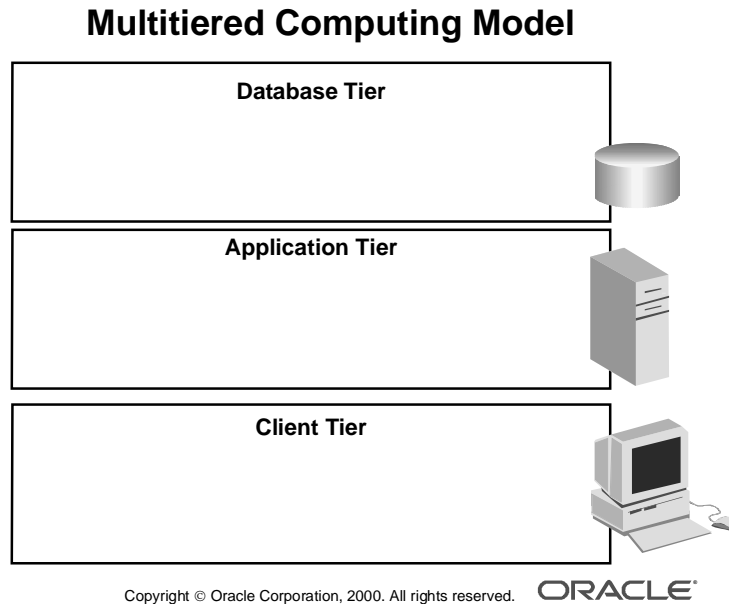 Multitiered Computing Model
Database Tier
Application Tier
Client Tier
Copyright © Oracle Corporation, 2000. All rights reserved. ORACLE®